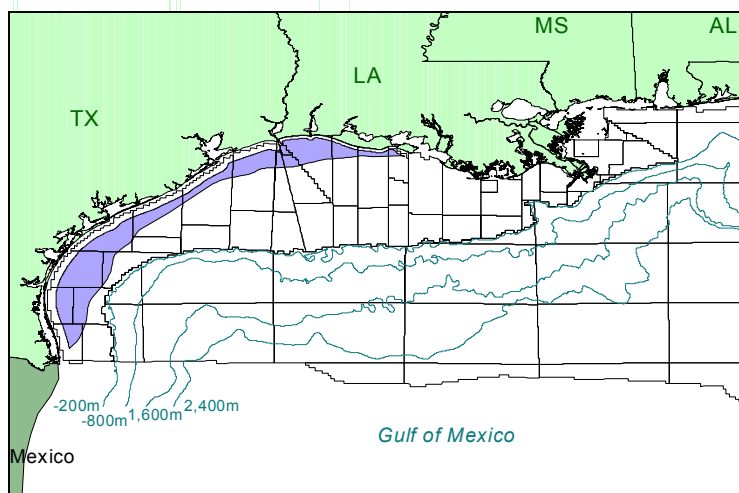 MS
AL
LA
TX
-200m
-800m
1,600m
2,400m
Gulf of Mexico
Mexico